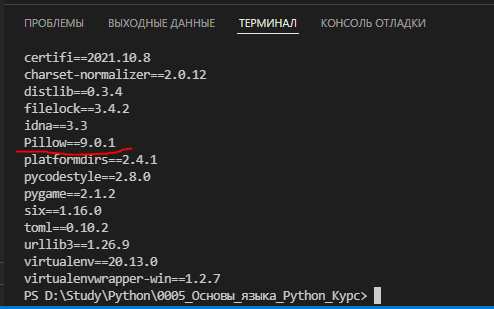 ПРОБЛЕМЫ ВЫХОДНЫЕ ДАННЫЕ ТЕРМИНАЛ КОНСОЛЬ ОТЛАДКИ
certifi==2021.10.8
charset-normalizer==2.0.12
distlib==0.3.4
filelock==3.4.2
idna==3.3
Pillow==9.0.1
platformdirs==2.4.1
pycodestyle==2.8.0
pygame==2.1.2
six==1.16.0
toml==0.10.2
urllib3==1.26.9
virtualenv==20.13.0
virtualenvwrapper-win==1.2.7
PS D:\Study\Python\0005_Основы_языка_Python_Курс>